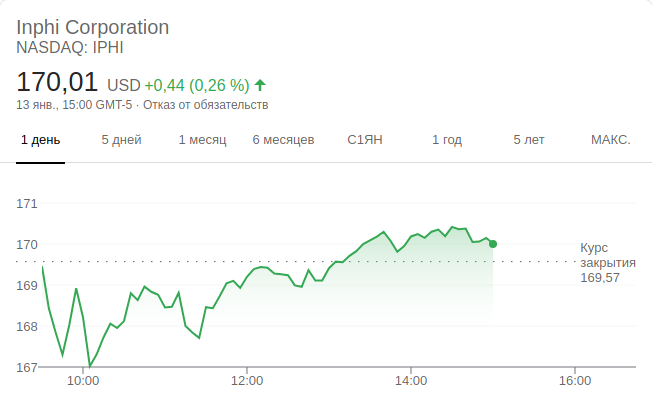 Inphi Corporation
NASDAQ: IPHI
170,01 USD +0,44 (0,26 %)
13 янв., 15:00 GMT-5 · Отказ от обязательств
1 день 5 дней 1 месяц 6 месяцев С1ЯН 1 год 5 лет МАКС.
171
170
169
168
167
Курс
закрытия
169,57
10:00 12:00 14:00 16:00